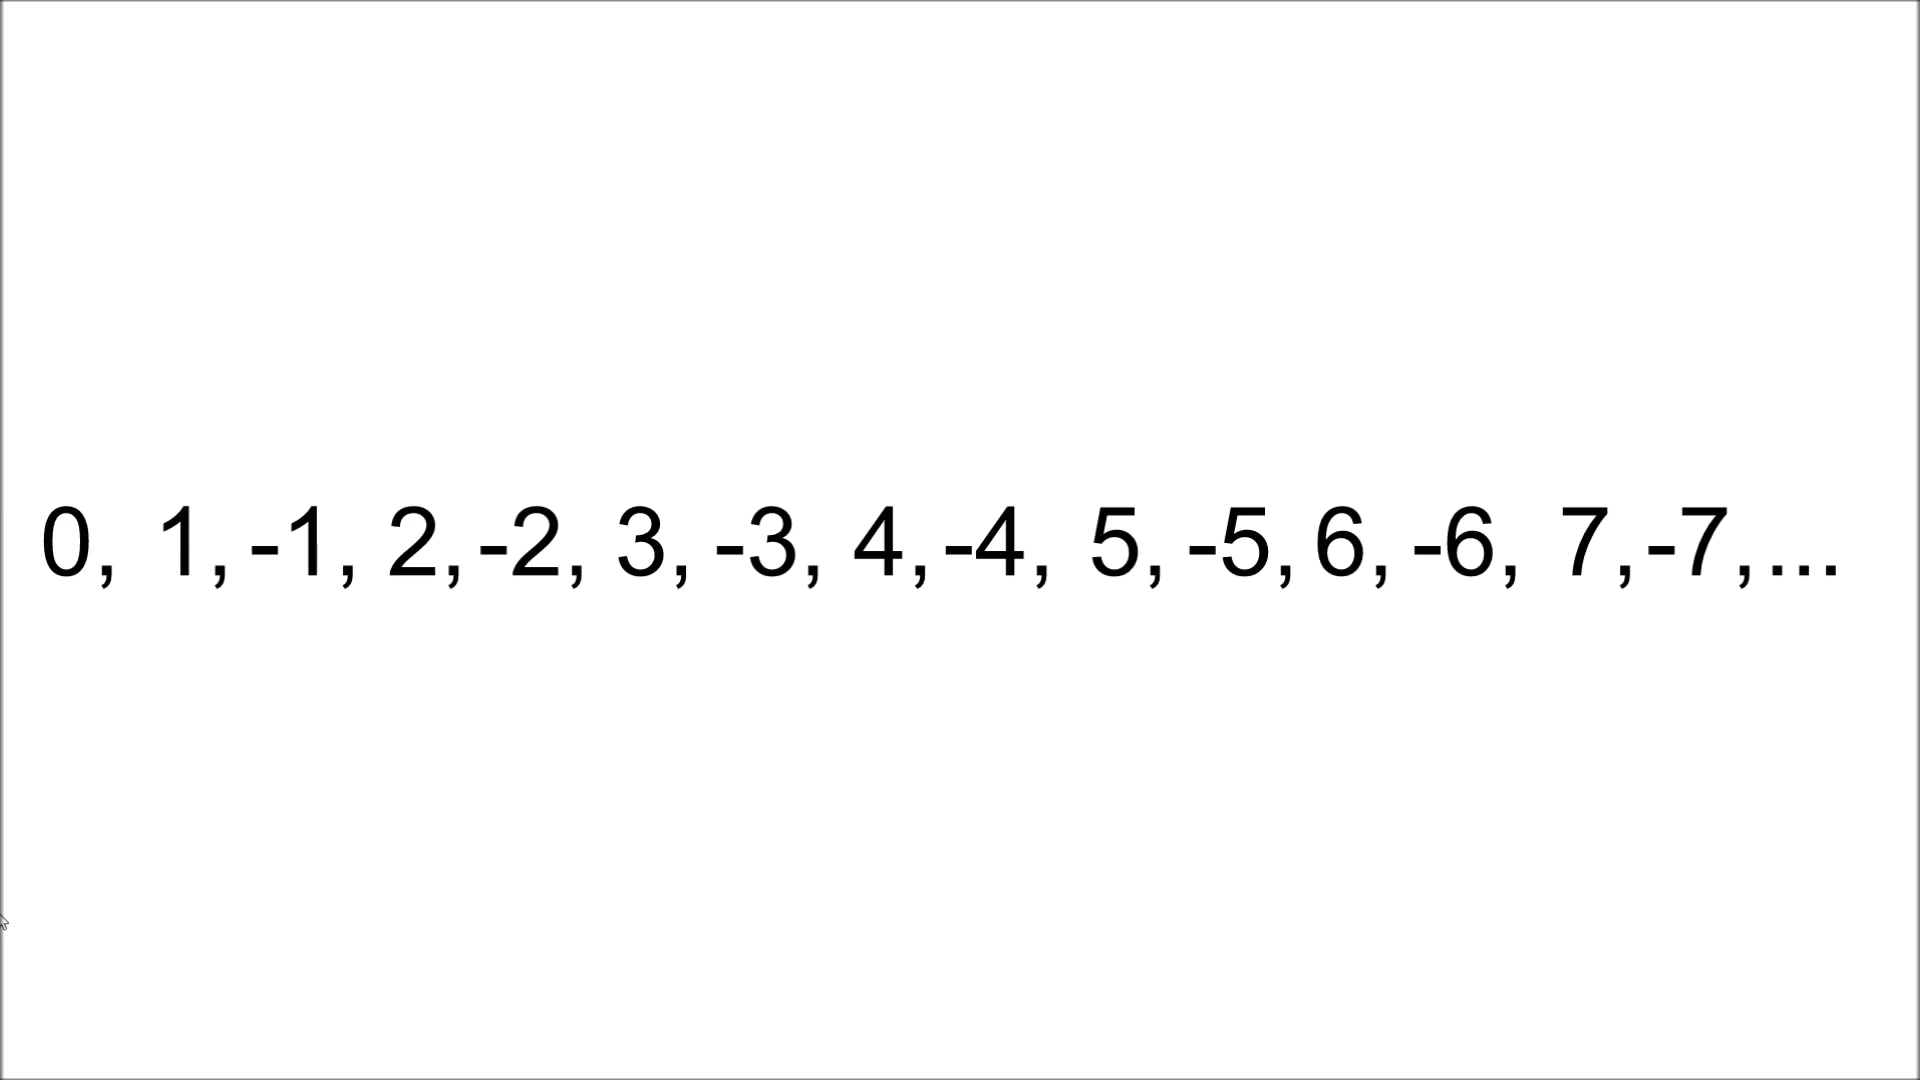 0, 1, -1, 2, -2, 3, -3, 4, -4, 5, -5, 6, -6, 7, -7, ...